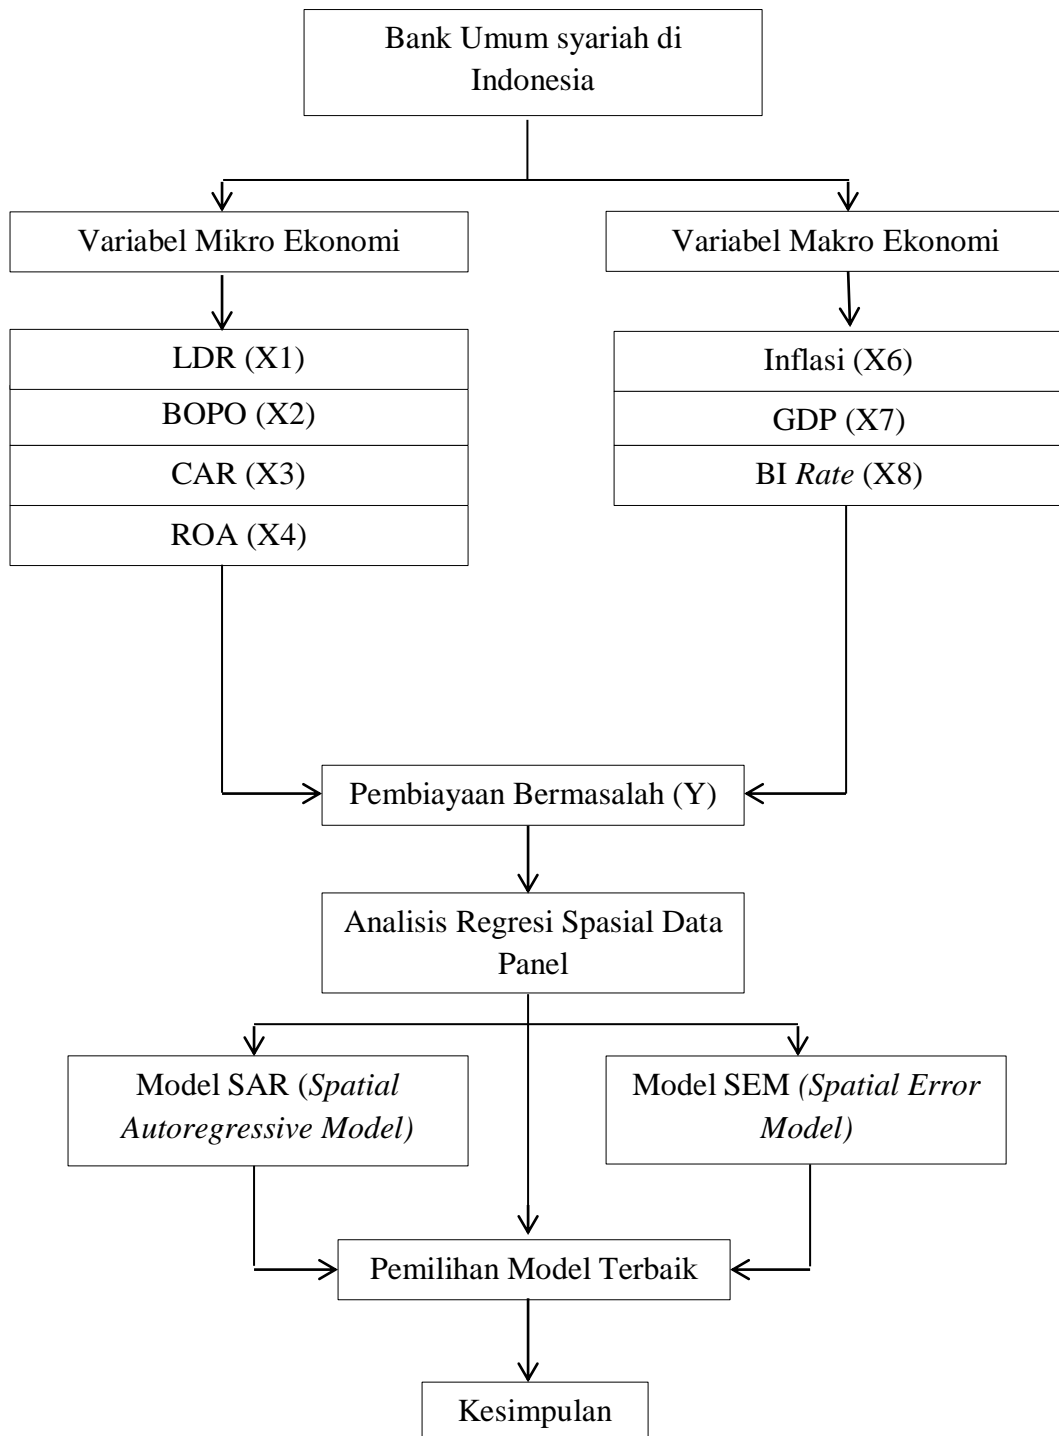 Bank Umum syariah di
Indonesia
Variabel Mikro Ekonomi
Variabel Makro Ekonomi
LDR (X1)
BOPO (X2)
CAR (X3)
ROA (X4)
Inflasi (X6)
GDP (X7)
BI Rate (X8)
Pembiayaan Bermasalah (Y)
Analisis Regresi Spasial Data
Panel
Model SAR (Spatial
Autoregressive Model)
Model SEM (Spatial Error
Model)
Pemilihan Model Terbaik
Kesimpulan